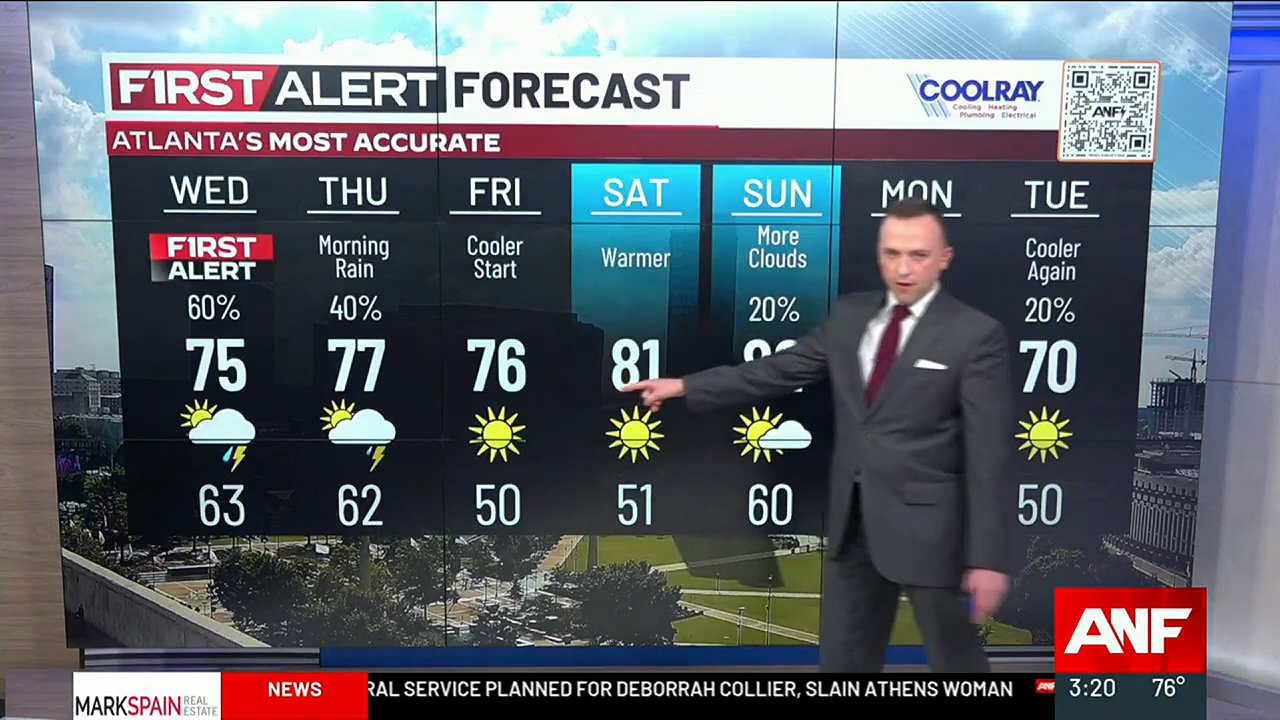 F1RST ALERT FORECAST
COOLRAY
Cooling Heating
Plumbing Electrical
ANF
ATLANTA'S MOST ACCURATE
WED THU FRI SAT SUN MON TUE
F1RST ALERT
Morning Rain
Cooler Start
Warmer
More Clouds
Cooler Again
60% 40% 20% 20%
75 77 76 81 70
63 62 50 51 60 50
ANF
MARKSPAIN REAL ESTATE
NEWS
RAL SERVICE PLANNED FOR DEBORRAH COLLIER, SLAIN ATHENS WOMAN
3:20 76°